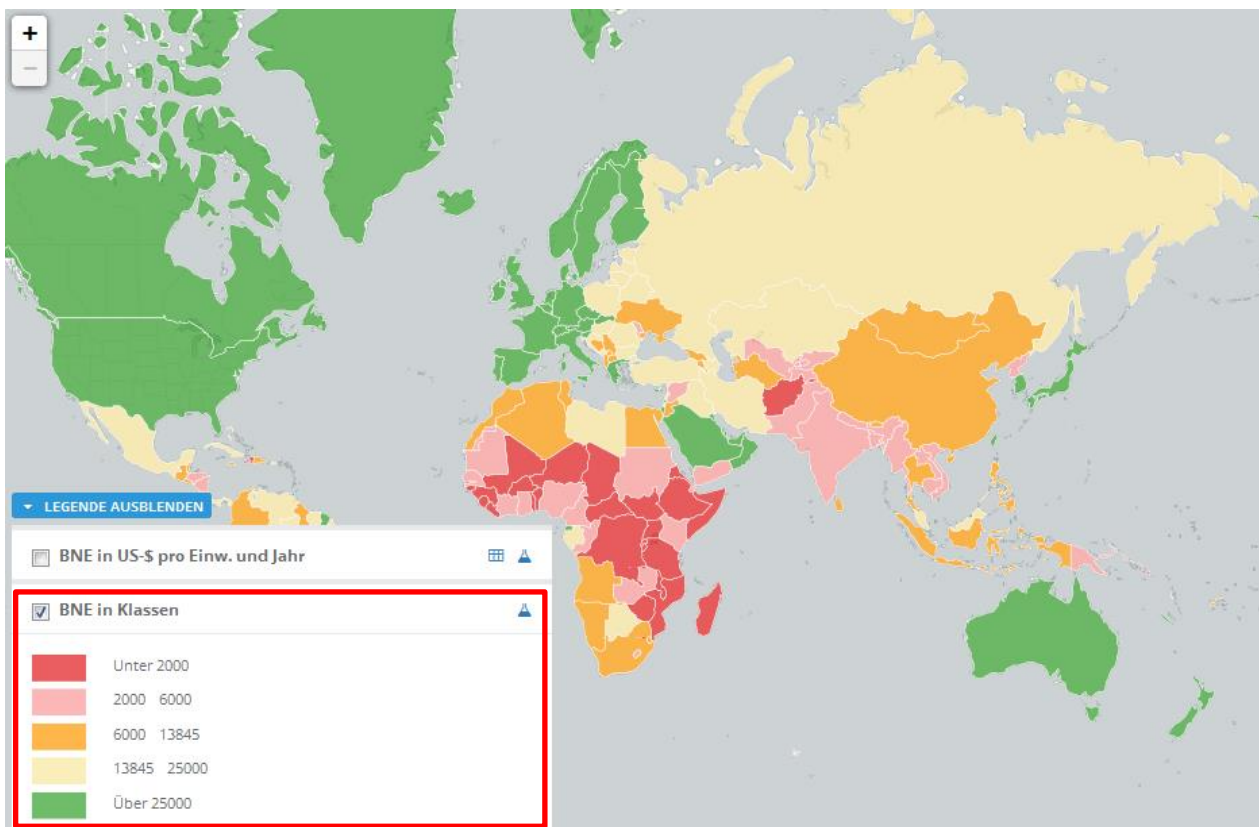 +
−
LEGENDE AUSBLENDEN
BNE in US-$ pro Einw. und Jahr
BNE in Klassen
Unter 2000
2000 6000
6000 13845
13845 25000
Über 25000